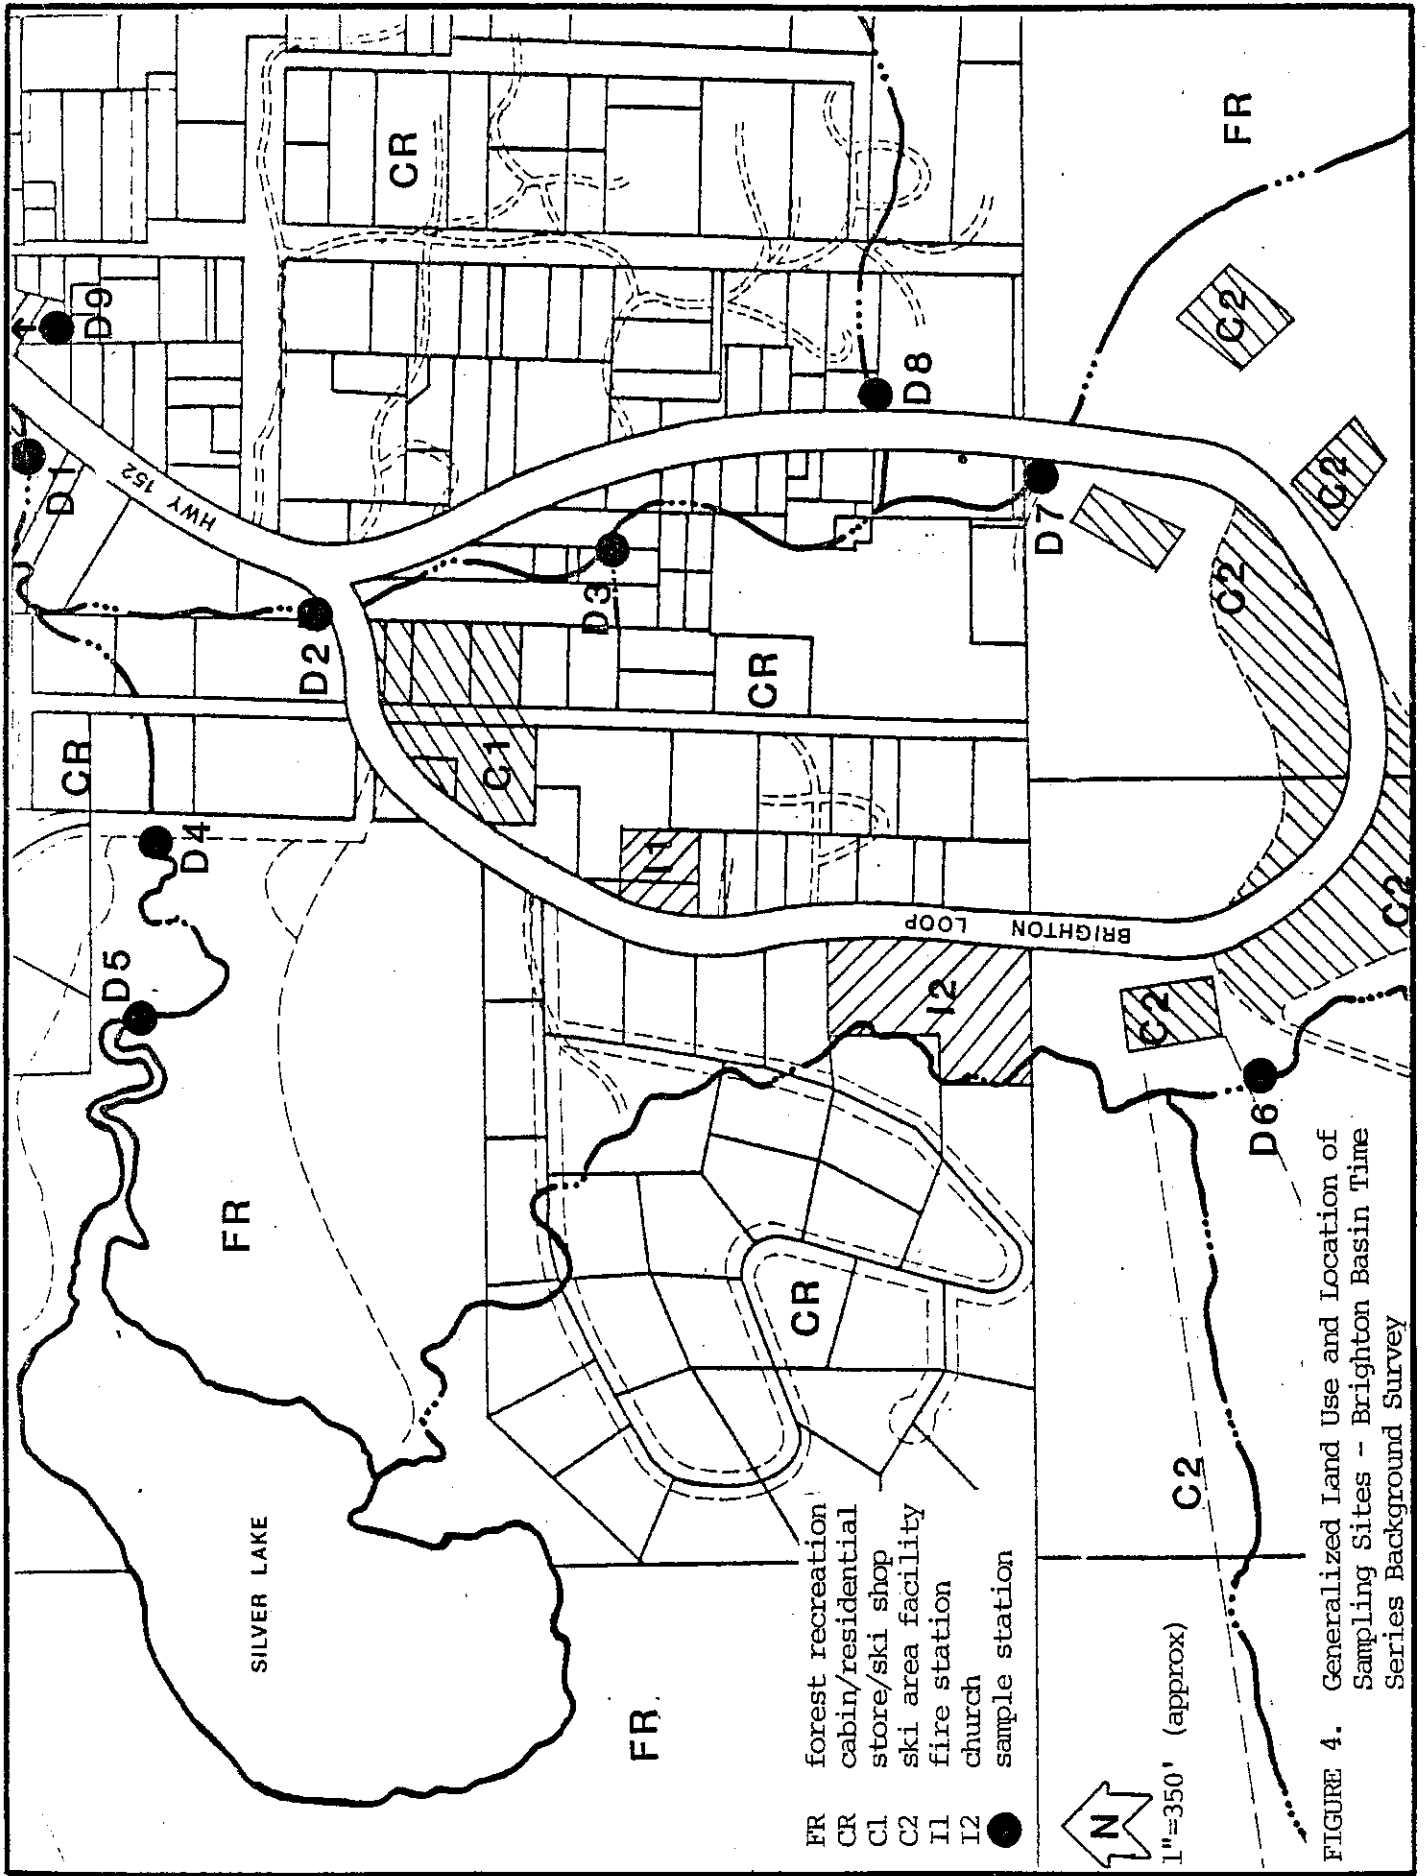 D9
D1
HWY 152
CR
D2
CR
D4
D5
FR
SILVER LAKE
D3
C1
CR
I1
D8
FR
C2
C2
D7
C2
BRIGHTON LOOP
I2
C2
C2
D6
CR
C2
FR
FR forest recreation
CR cabin/residential
C1 store/ski shop
C2 ski area facility
I1 fire station
I2 church
sample station
N
1"=350' (approx)
FIGURE 4. Generalized Land Use and Location of
Sampling Sites - Brighton Basin Time
Series Background Survey